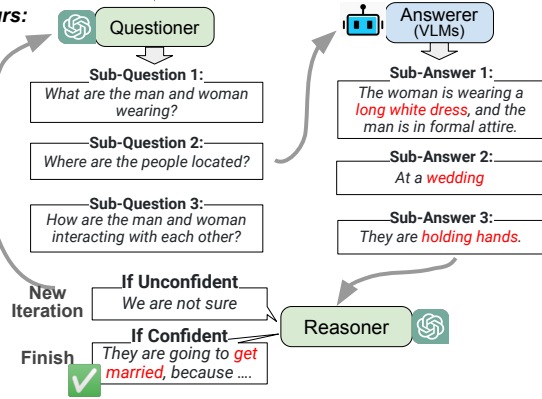 urs:
Questioner
Sub-Question 1:
What are the man and woman
wearing?
Sub-Question 2:
Where are the people located?
Sub-Question 3:
How are the man and woman
interacting with each other?
Answerer
(VLMs)
Sub-Answer 1:
The woman is wearing a
long white dress, and the
man is in formal attire.
Sub-Answer 2:
At a wedding
Sub-Answer 3:
They are holding hands.
New
Iteration
If Unconfident
We are not sure
Finish
If Confident
They are going to get
married, because ....
Reasoner